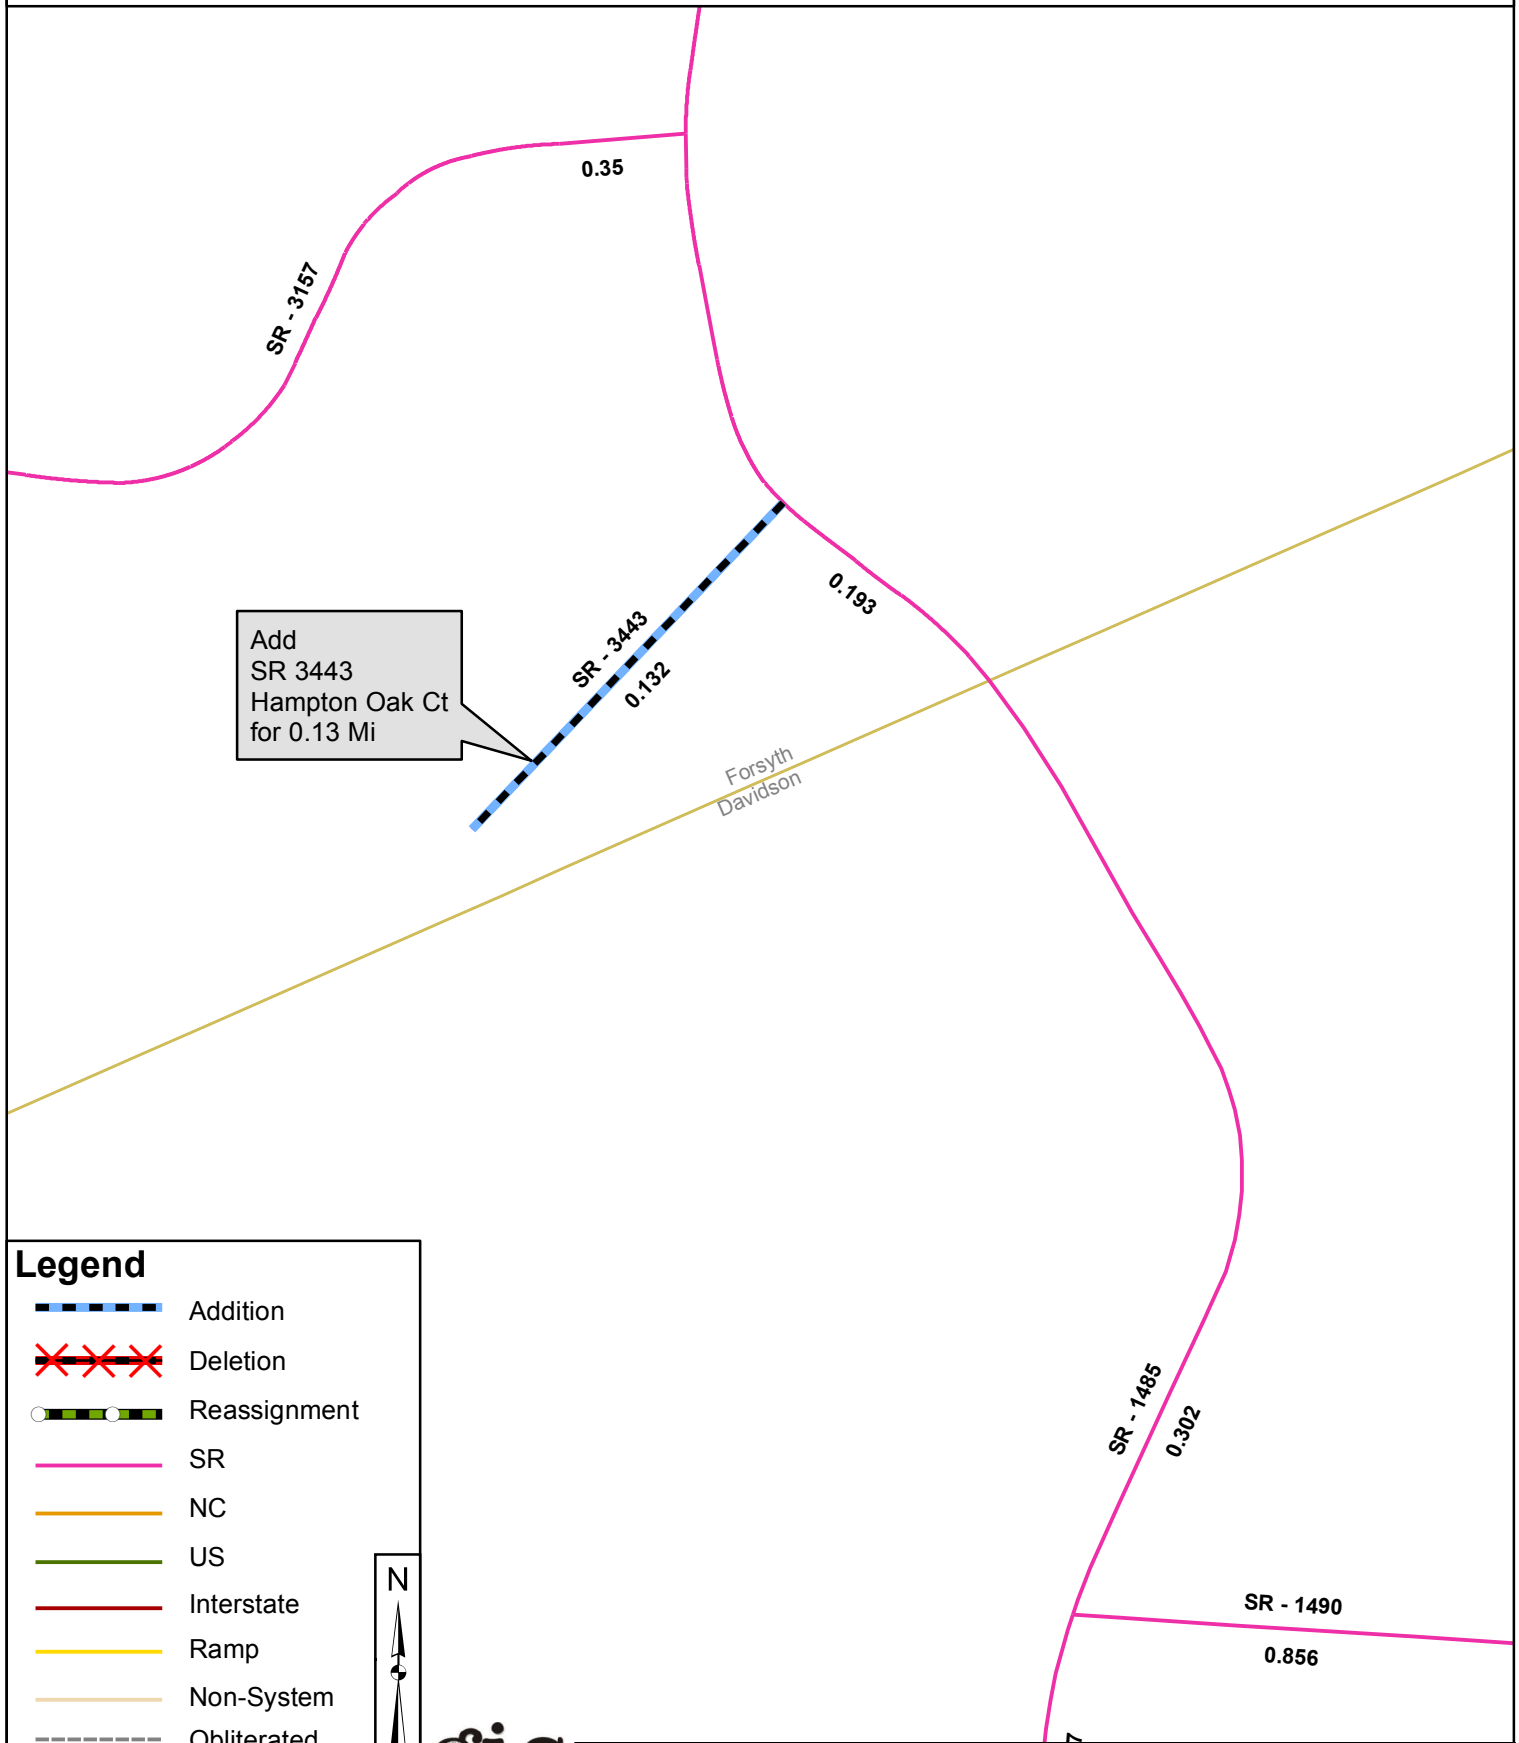 0.35
SR - 3157
0.193
SR - 3443
0.132
Add
SR 3443
Hampton Oak Ct
for 0.13 Mi
Forsyth
Davidson
SR - 1485
0.302
SR - 1490
0.856
7
Legend
Addition
Deletion
Reassignment
SR
NC
US
Interstate
Ramp
Non-System
Obliterated
N